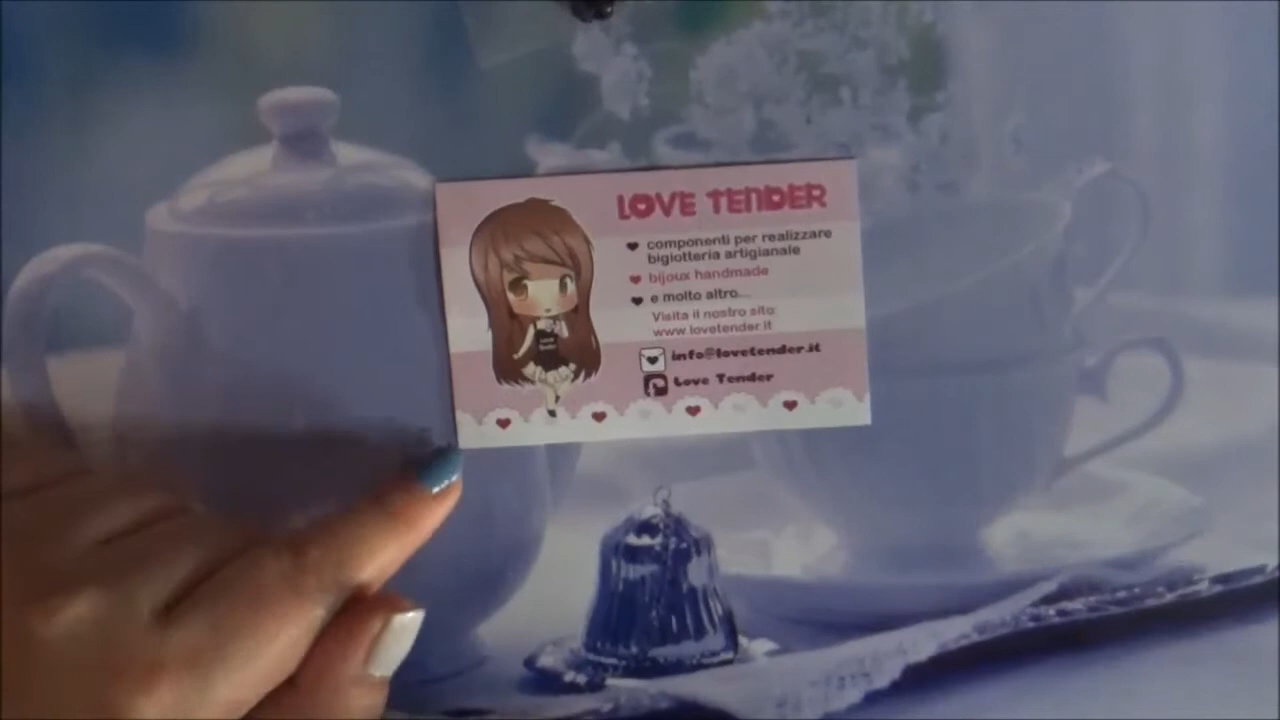 LOVE TENDER
componenti per realizzare
bigiotteria artigianale
bijoux handmade
e molto altro...
Visita il nostro sito:
www.lovetender.it
info@lovetender.it
Love Tender